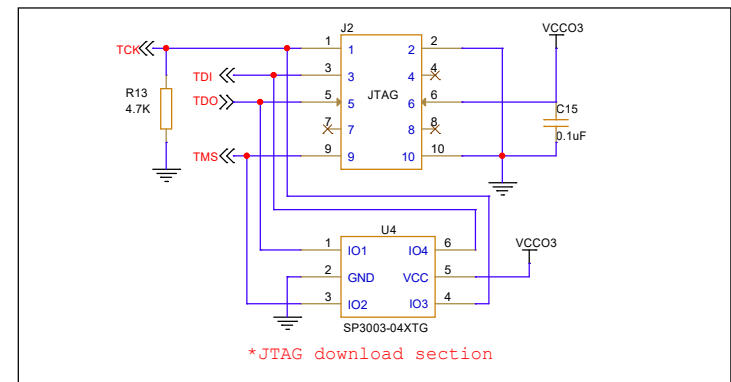 J2
VCCO3
TCK
1 1 2 2
TDI
3 3 4 4
R13
4.7K
TDO
5 5 JTAG 6 6
C15
0.1uF
7 7 8 8
TMS
9 9 10 10
U4
VCCO3
1 IO1 IO4 6
2 GND VCC 5
3 IO2 IO3 4
SP3003-04XTG
*JTAG download section